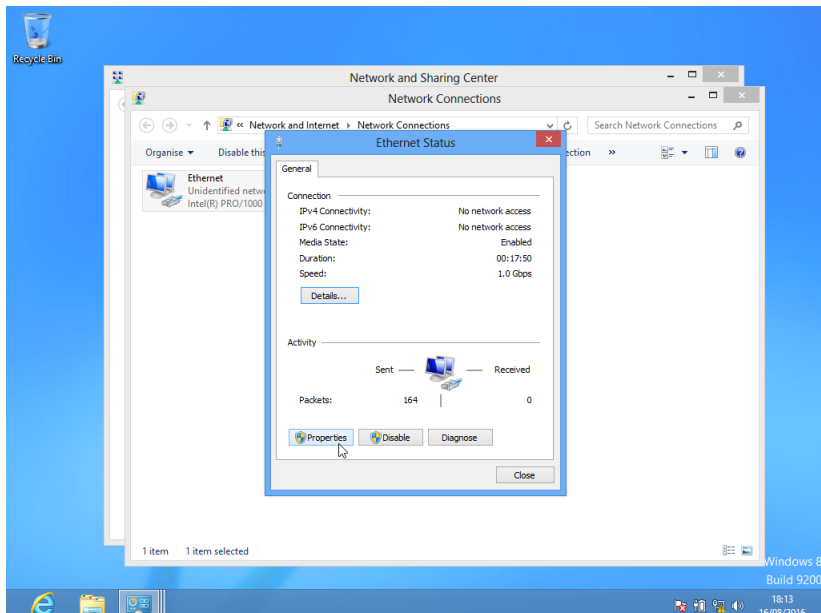 Recycle Bin
Network and Sharing Center
Network Connections
« Network and Internet Network Connections
Search Network Connections
Organise
Disable this
ection
»
Ethernet
Unidentified netw
Intel(R) PRO/1000
Ethernet Status
General
Connection
IPv4 Connectivity: No network access
IPv6 Connectivity: No network access
Media State: Enabled
Duration: 00:17:50
Speed: 1.0 Gbps
Details...
Activity
Sent — — Received
Packets: 164 0
Properties Disable Diagnose
Close
1 item 1 item selected
Windows 8
Build 9200
18:13
16/08/2016